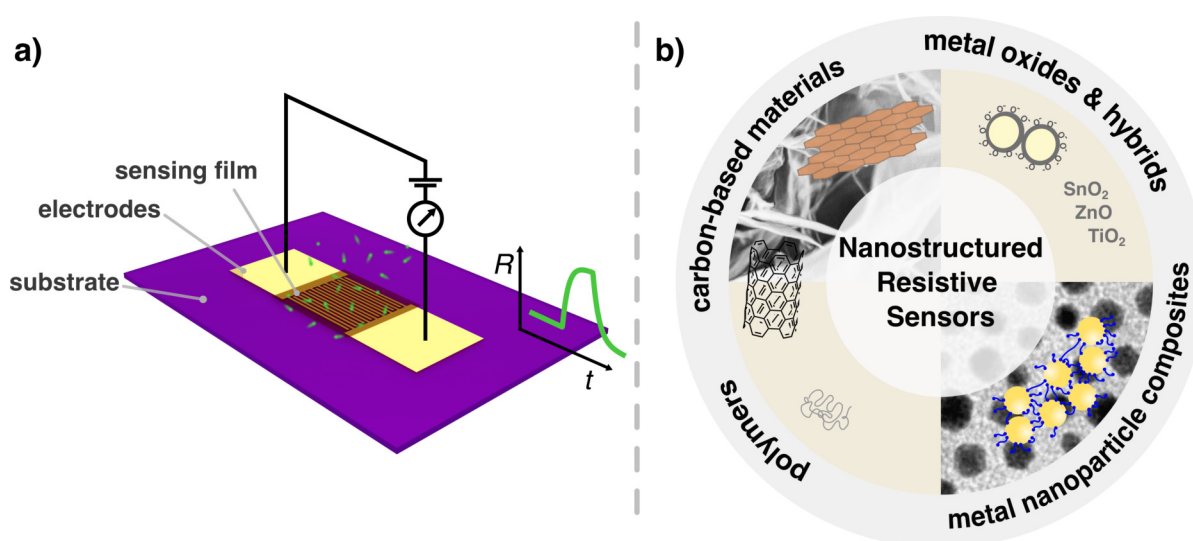 a)
sensing film
electrodes
substrate
R
t
b)
carbon-based materials
metal oxides & hybrids
SnO₂
ZnO
TiO₂
Nanostructured
Resistive
Sensors
polymers
metal nanoparticle composites